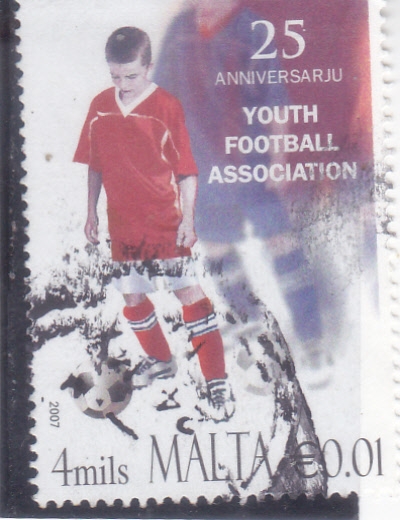 25
ANNIVERSARJU
YOUTH
FOOTBALL
ASSOCIATION
2007
4mils MALTA €0.01